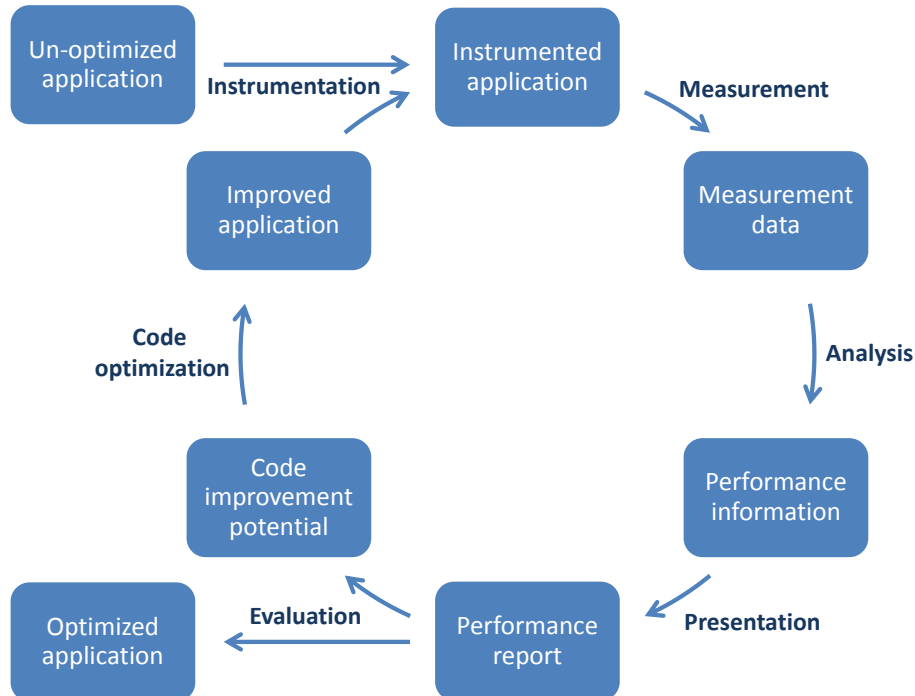 Un-optimized
application
Instrumentation
Instrumented
application
Measurement
Improved
application
Measurement
data
Code
optimization
Analysis
Code
improvement
potential
Performance
information
Optimized
application
Evaluation
Performance
report
Presentation